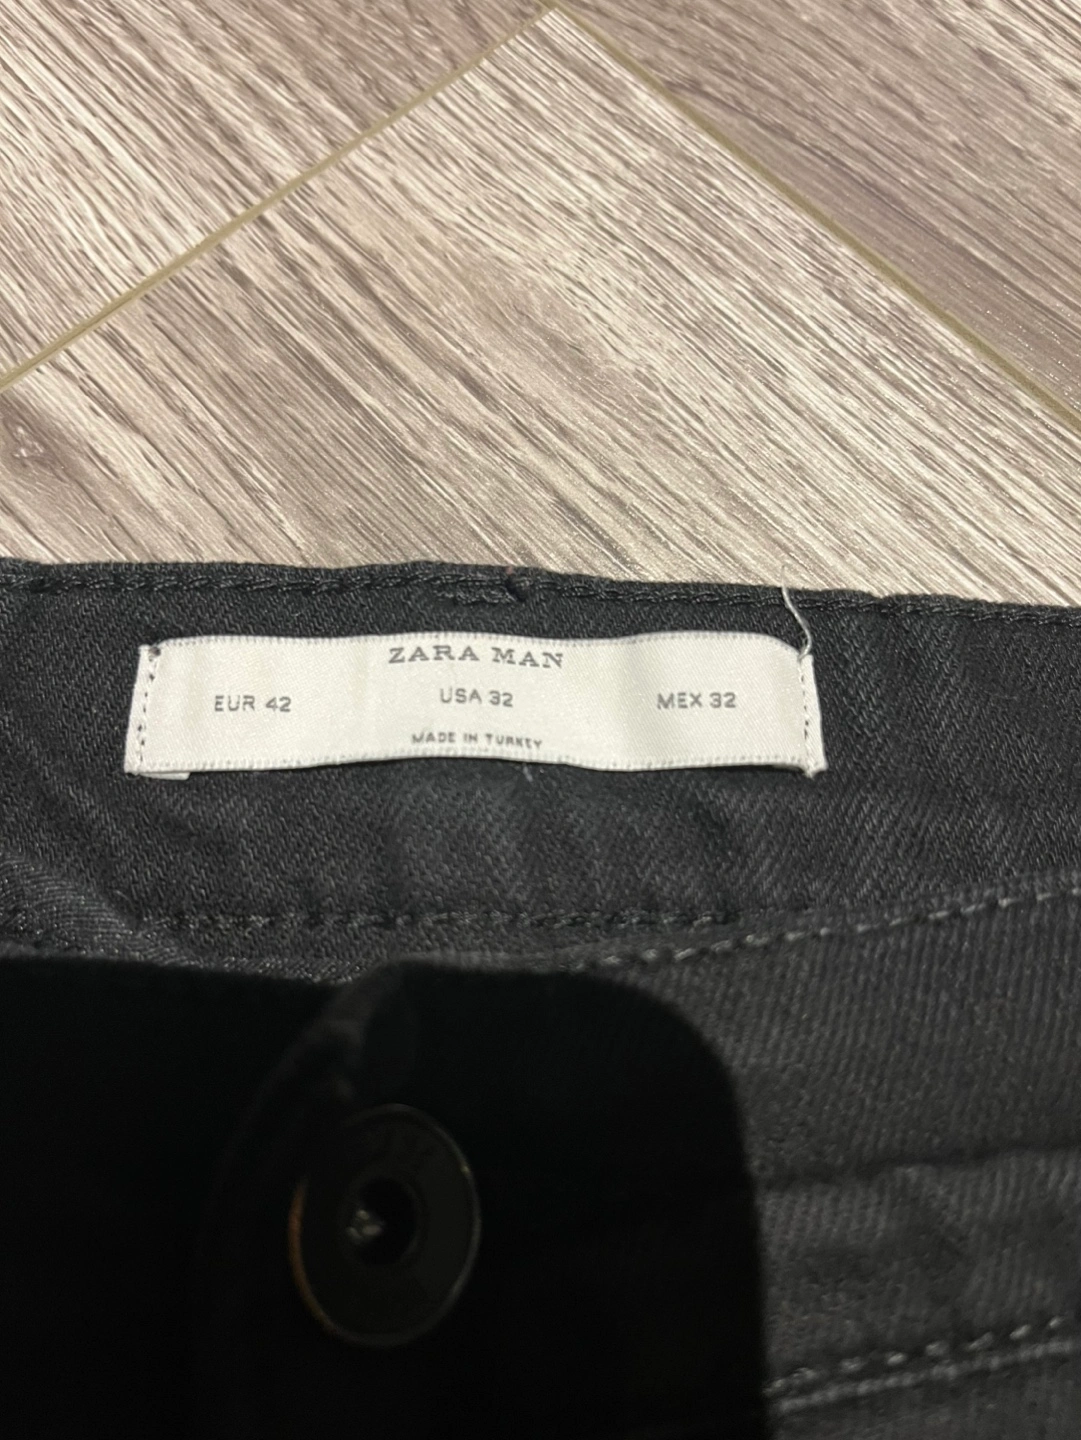 ZARA MAN
EUR 42 USA 32 MEX 32
MADE IN TURKEY